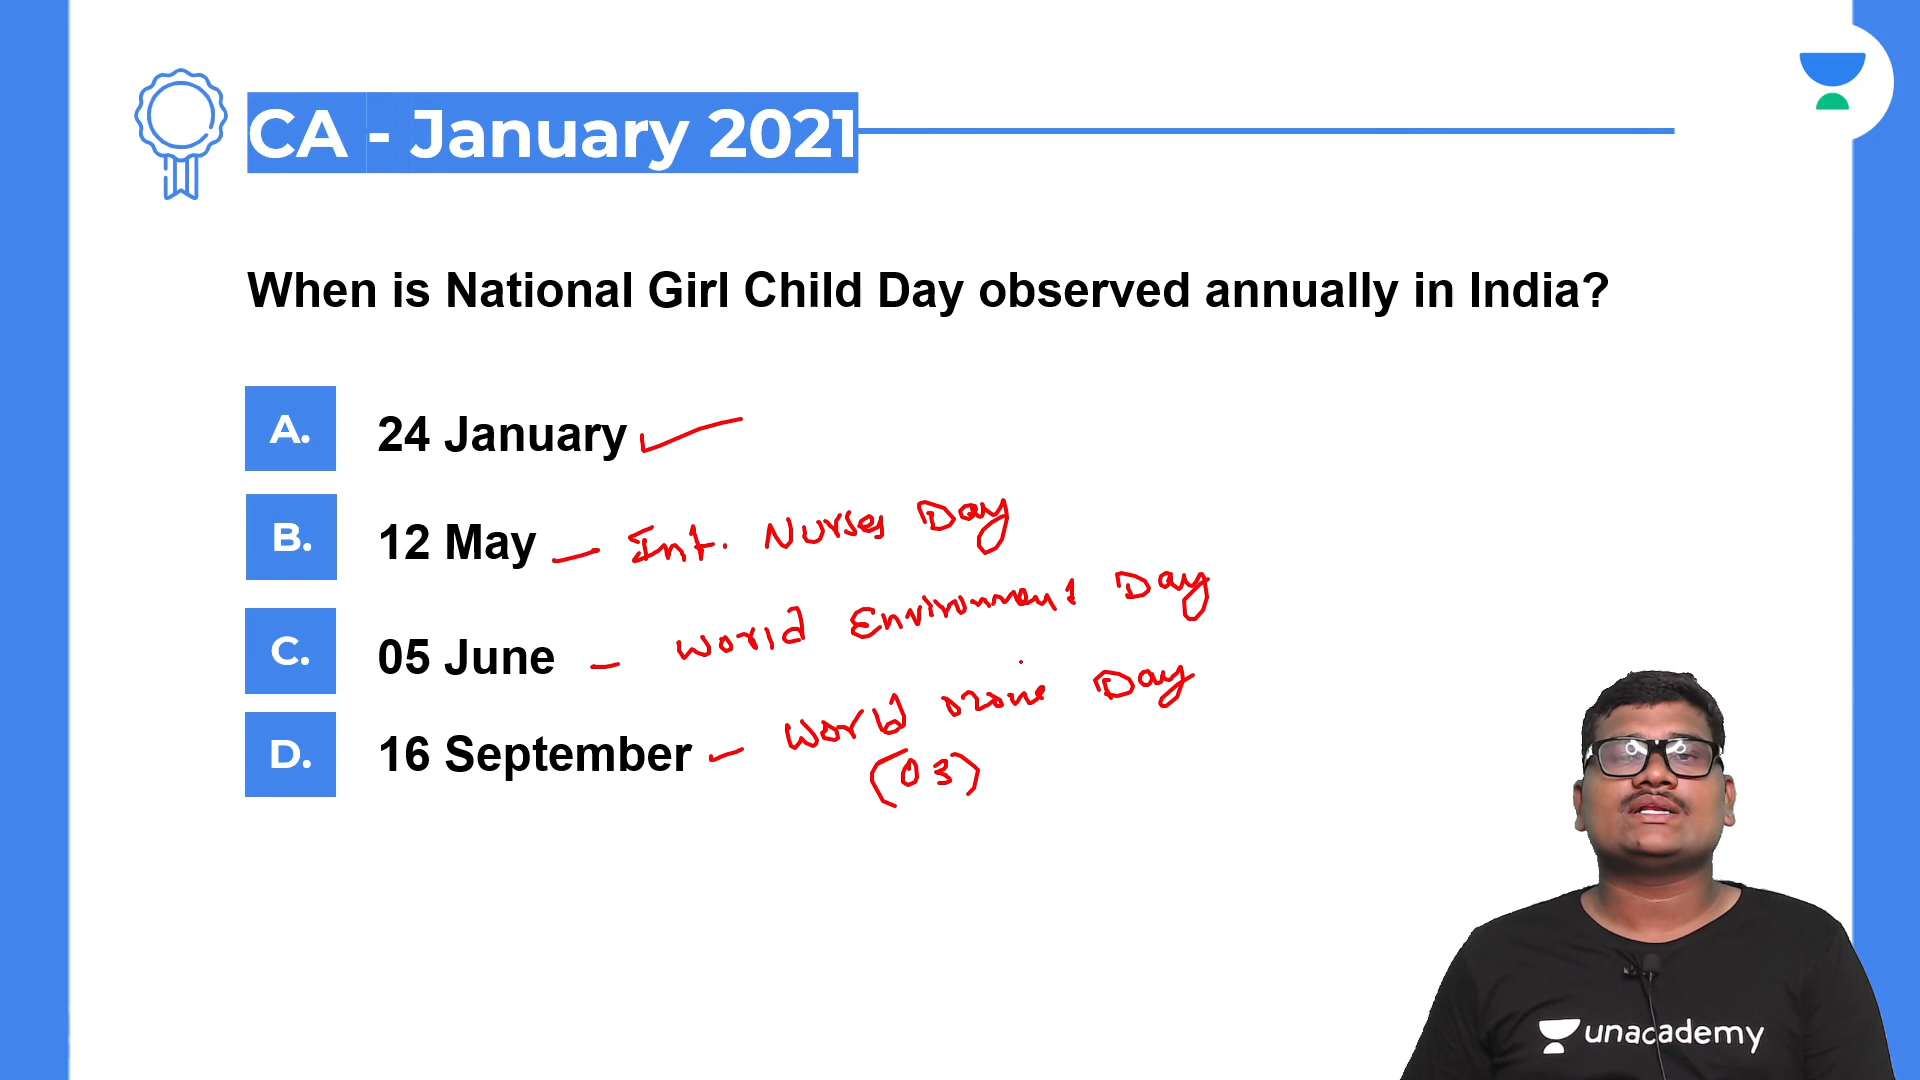 CA - January 2021
When is National Girl Child Day observed annually in India?
A. 24 January
B. 12 May – Int. Nurses Day
C. 05 June – World Environment Day
D. 16 September – World Ozone Day
(O3)
unacademy